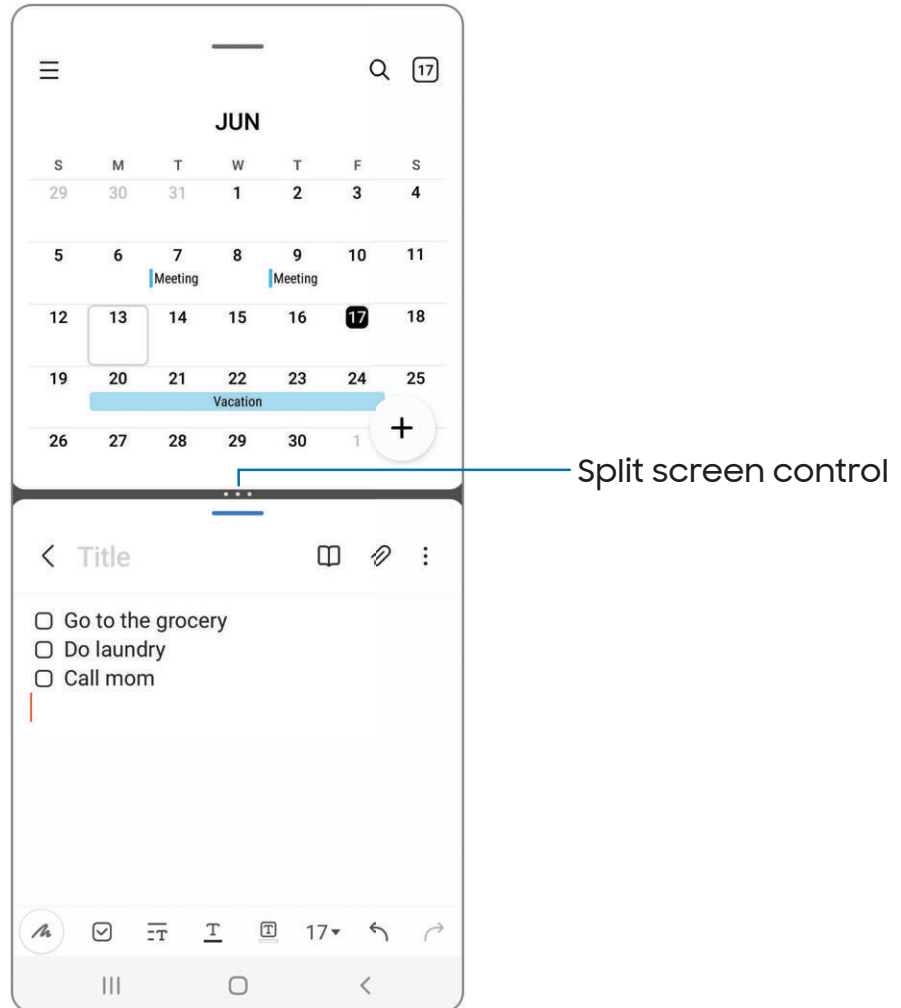 17
JUN
S M T W T F S
29 30 31 1 2 3 4
5 6 7 8 9 10 11
Meeting Meeting
12 13 14 15 16 17 18
19 20 21 22 23 24 25
Vacation
26 27 28 29 30 1
Split screen control
Title
Go to the grocery
Do laundry
Call mom
T T T 17